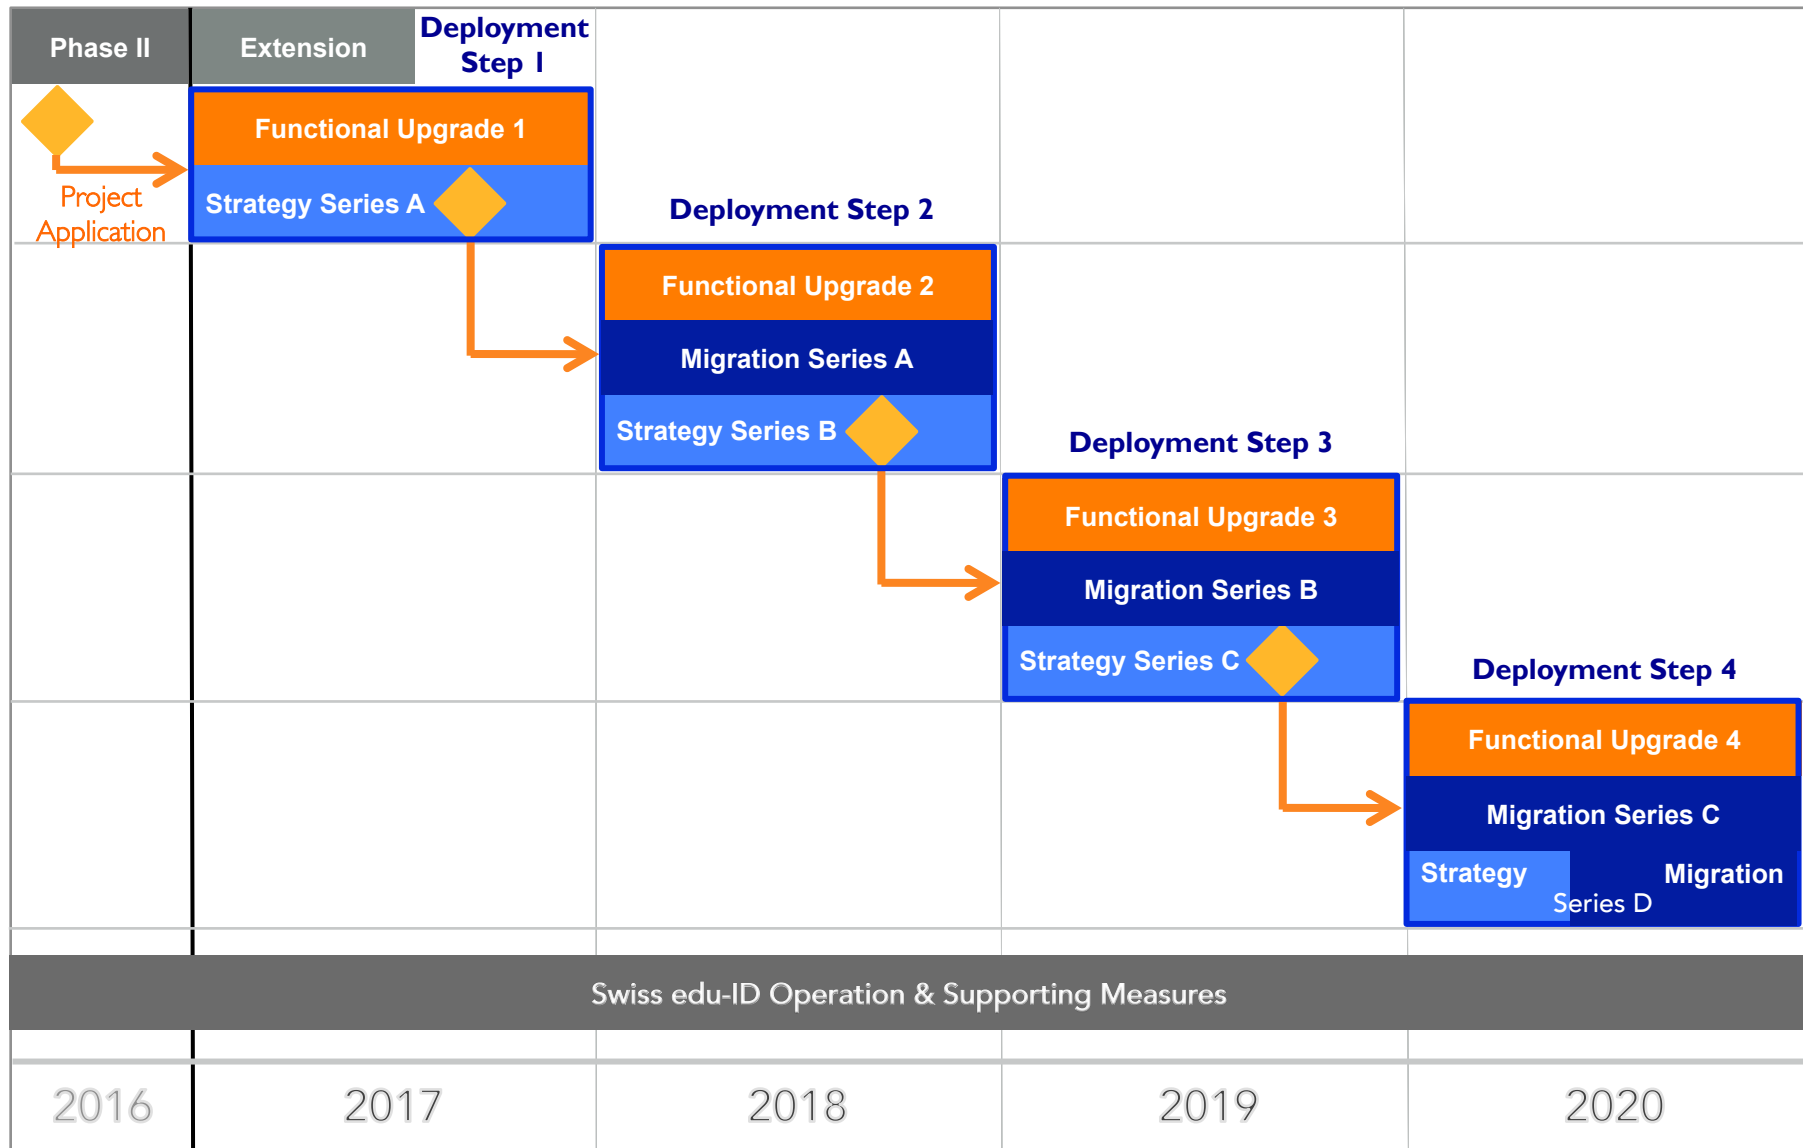 Phase II
Extension
Deployment
Step 1
Functional Upgrade 1
Strategy Series A
Project
Application
Deployment Step 2
Functional Upgrade 2
Migration Series A
Strategy Series B
Deployment Step 3
Functional Upgrade 3
Migration Series B
Strategy Series C
Deployment Step 4
Functional Upgrade 4
Migration Series C
Strategy Migration
Series D
Swiss edu-ID Operation & Supporting Measures
2016 2017 2018 2019 2020